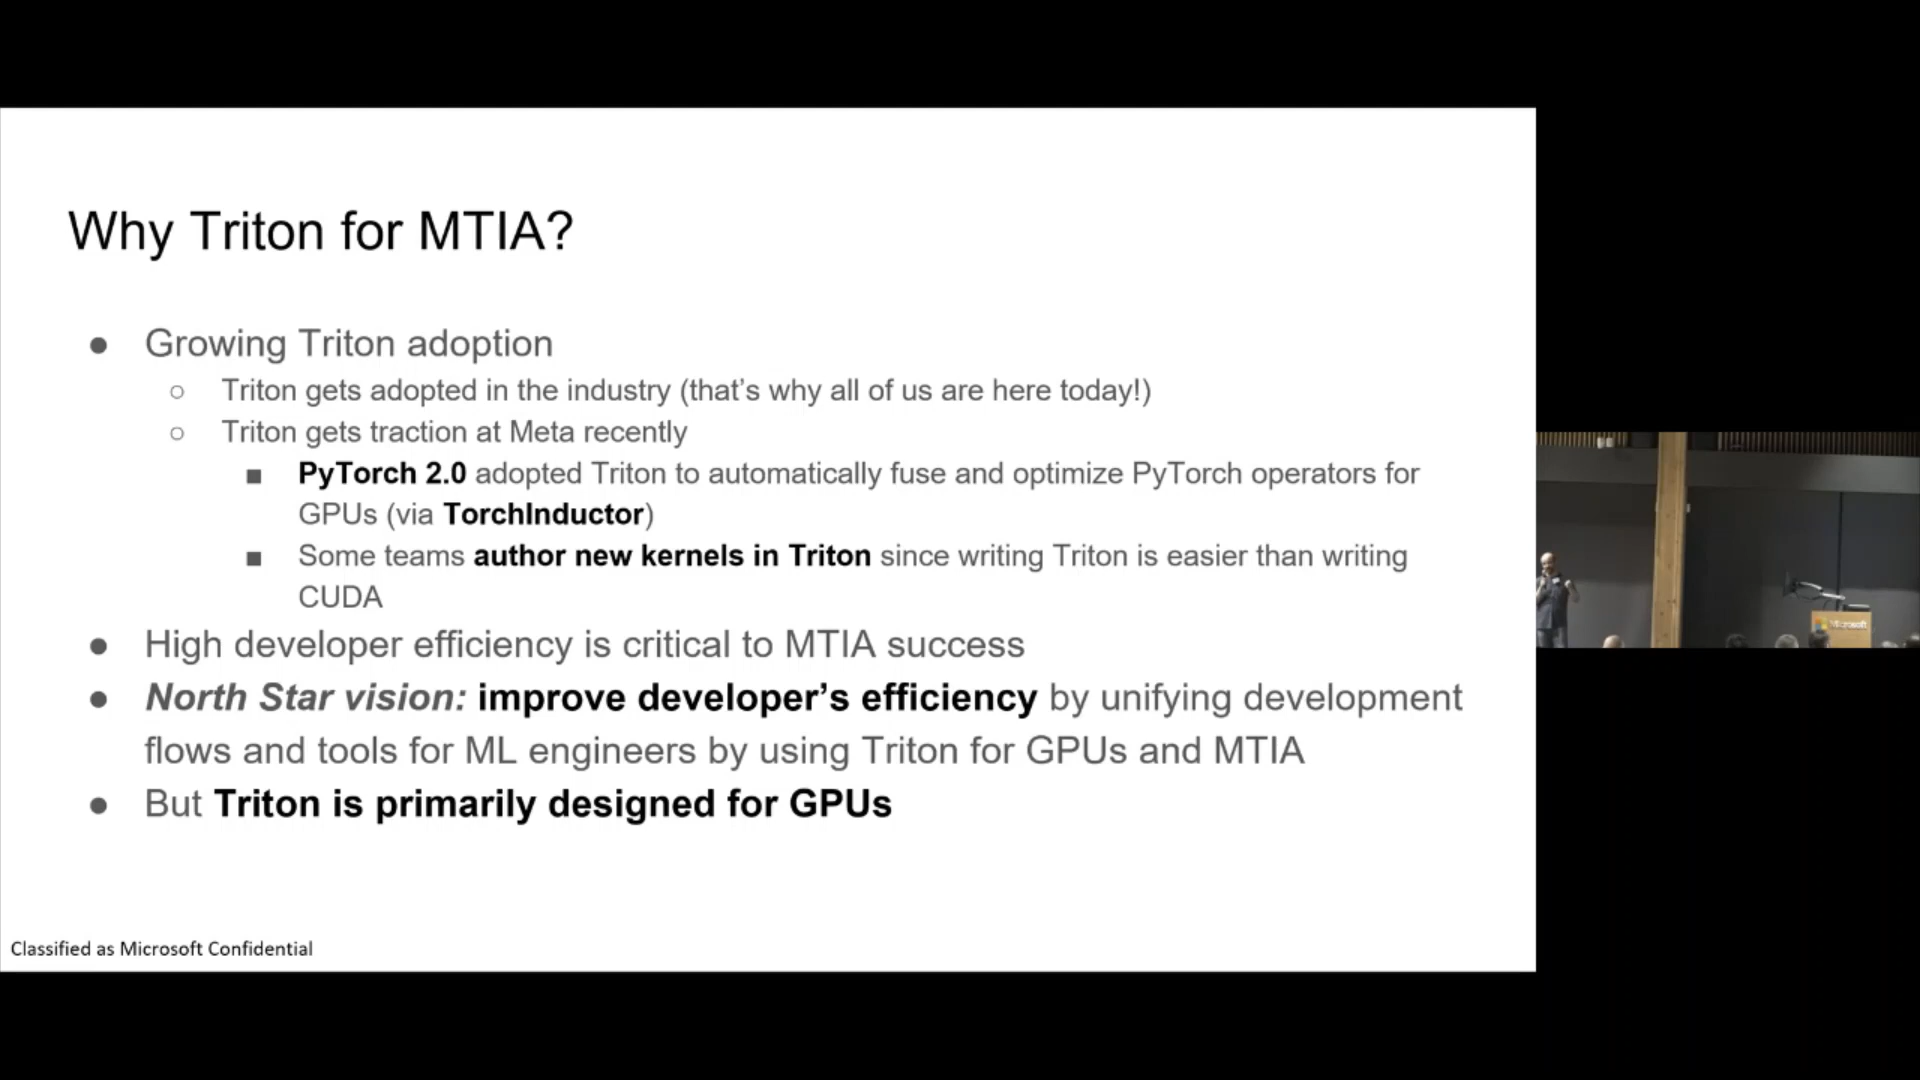 Why Triton for MTIA?
● Growing Triton adoption
○ Triton gets adopted in the industry (that’s why all of us are here today!)
○ Triton gets traction at Meta recently
■ PyTorch 2.0 adopted Triton to automatically fuse and optimize PyTorch operators for
GPUs (via TorchInductor)
■ Some teams author new kernels in Triton since writing Triton is easier than writing
CUDA
● High developer efficiency is critical to MTIA success
● North Star vision: improve developer’s efficiency by unifying development
flows and tools for ML engineers by using Triton for GPUs and MTIA
● But Triton is primarily designed for GPUs
Classified as Microsoft Confidential
Microsoft